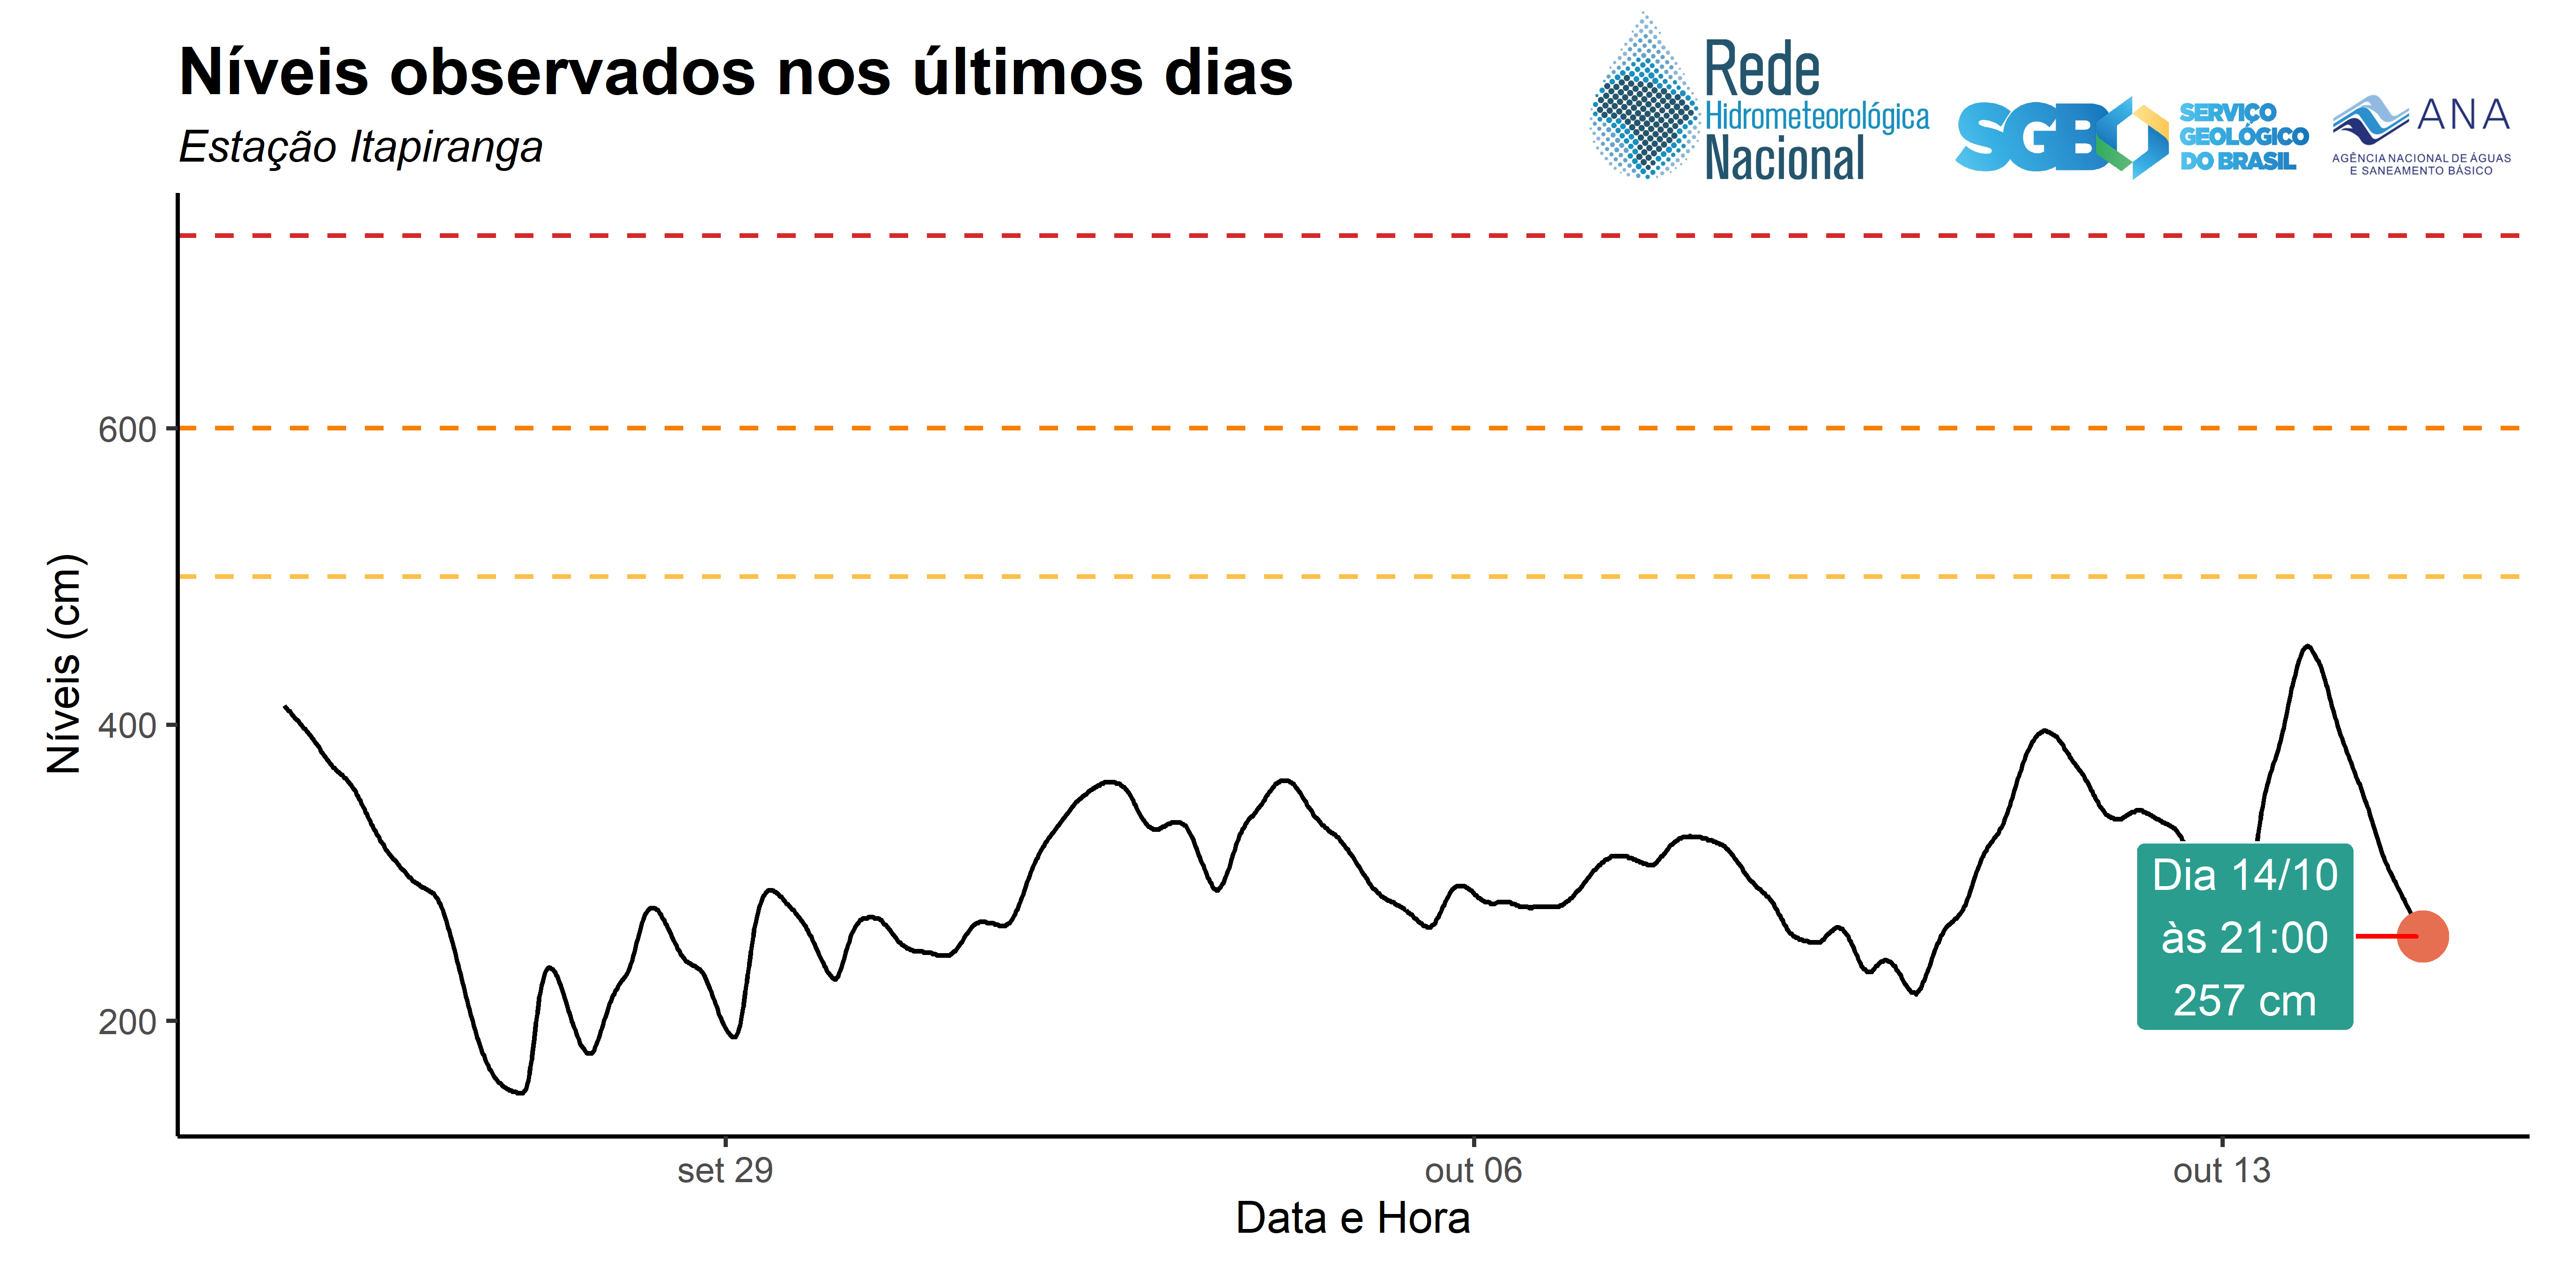 Níveis observados nos últimos dias
Estação Itapiranga
Rede
Hidrometeorológica
Nacional
SGB
SERVIÇO
GEOLÓGICO
DO BRASIL
ANA
AGÊNCIA NACIONAL DE ÁGUAS
E SANEAMENTO BÁSICO
Níveis (cm)
600
400
200
Dia 14/10
às 21:00
257 cm
set 29
out 06
out 13
Data e Hora